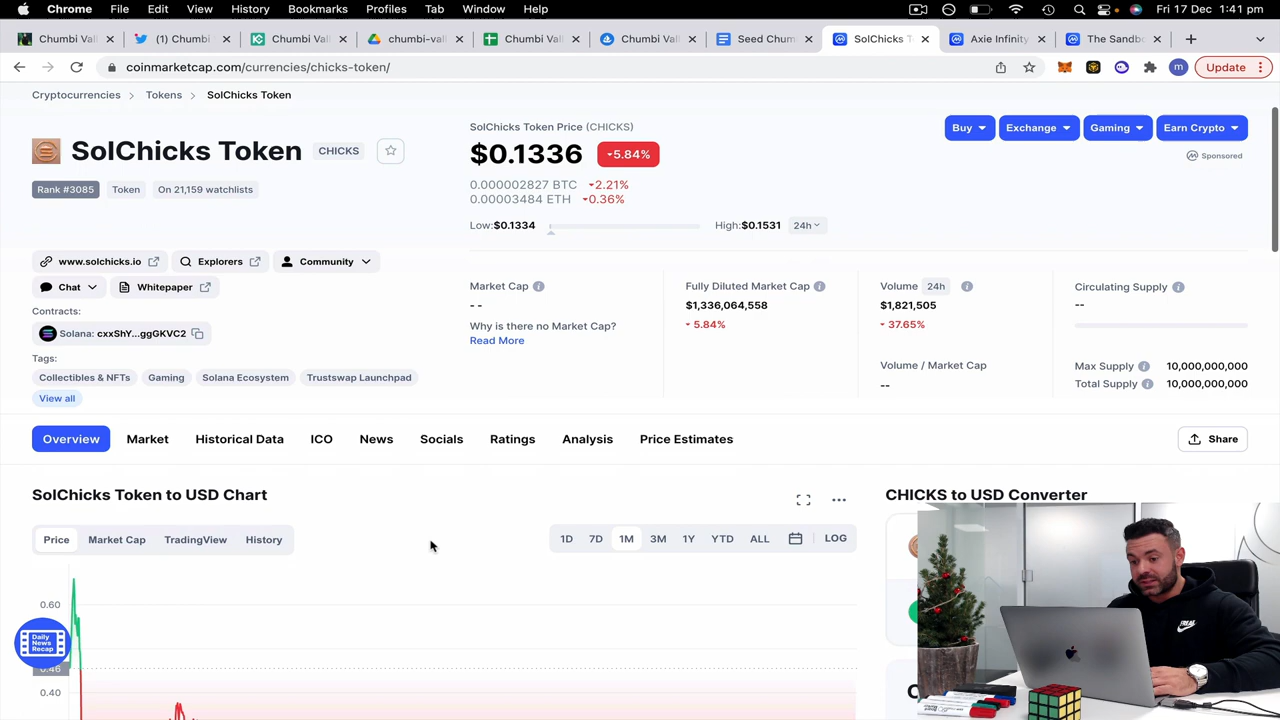 Chrome File Edit View History Bookmarks Profiles Tab Window Help Fri 17 Dec 1:41 pm
Chumbi Val (1) Chumbi Chumbi Val chumbi-val Chumbi Val Chumbi Val Seed Chum SolChicks T Axie Infinity The Sandb
coinmarketcap.com/currencies/chicks-token/ m Update
Cryptocurrencies Tokens SolChicks Token
SolChicks Token CHICKS
Rank #3085 Token On 21,159 watchlists
www.solchicks.io Explorers Community
Chat Whitepaper
Contracts:
Solana: cxxShY...ggGKVC2
Tags:
Collectibles & NFTs Gaming Solana Ecosystem Trustswap Launchpad
View all
SolChicks Token Price (CHICKS)
$0.1336 5.84%
0.000002827 BTC 2.21%
0.00003484 ETH 0.36%
Low:$0.1334 High:$0.1531 24h
Buy Exchange Gaming Earn Crypto
Sponsored
Market Cap
- -
Why is there no Market Cap?
Read More
Fully Diluted Market Cap
$1,336,064,558
5.84%
Volume 24h
$1,821,505
37.65%
Volume / Market Cap
--
Circulating Supply
--
Max Supply 10,000,000,000
Total Supply 10,000,000,000
Overview Market Historical Data ICO News Socials Ratings Analysis Price Estimates Share
SolChicks Token to USD Chart
Price Market Cap TradingView History
1D 7D 1M 3M 1Y YTD ALL LOG
0.60
0.46
0.40
Daily
News
Recap
CHICKS to USD Converter